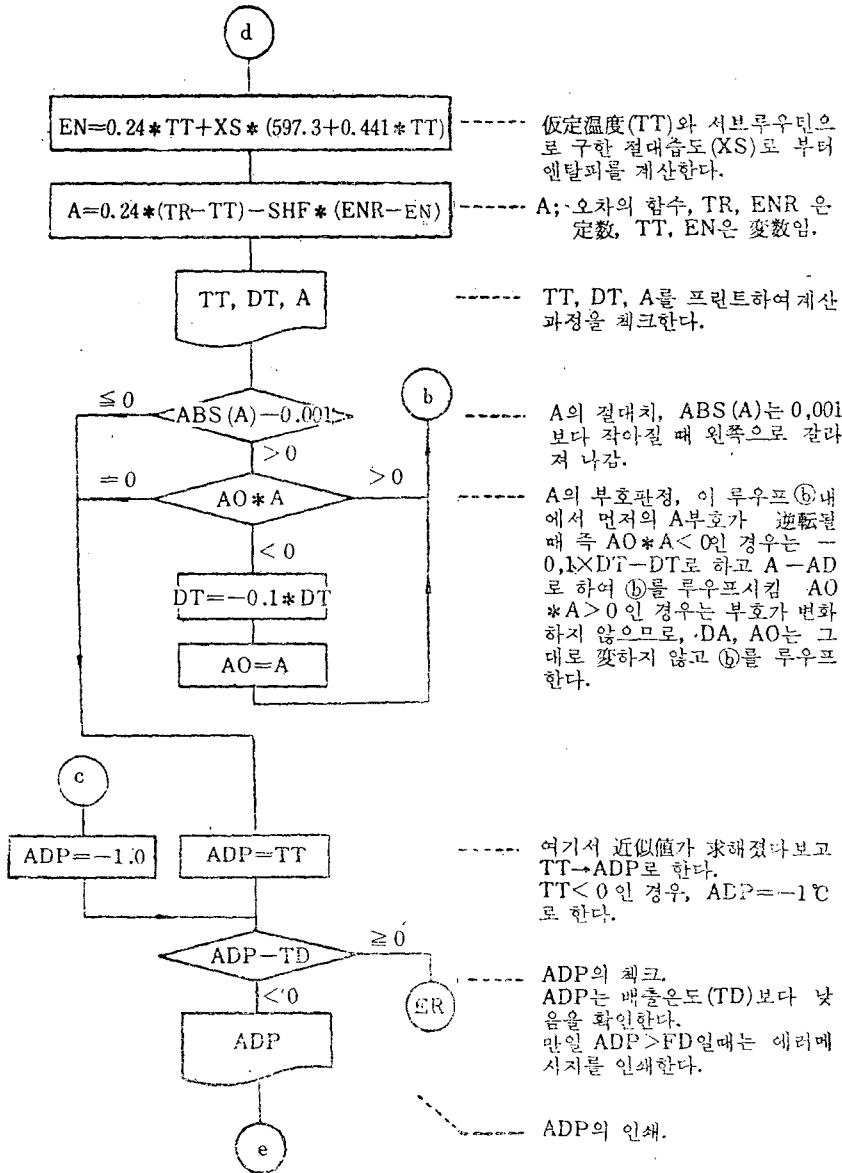 d
EN=0.24*TT+XS*(597.3+0.441*TT)
仮定溫度(TT)와 서브루우틴으
로 구한 절대습도(XS)로 부터
엔탈피를 계산한다.
A=0.24*(TR-TT)-SHF*(ENR-EN)
A; 오차의 함수, TR, ENR 은
定数, TT, EN은 変数임.
TT, DT, A
TT, DT, A를 프린트하여 계산
과정을 첵크한다.
b
≦0
ABS(A)-0.001
>0
A의 절대치, ABS(A)는 0,001
보다 작아질 때 왼쪽으로 갈라
져 나감.
=0
AO*A
>0
<0
A의 부호판정, 이 루우프 ⓑ내
에서 먼저의 A부호가 逆転될
때 즉 AO*A<0인 경우는 -
0,1×DT-DT로 하고 A-AD
로 하여 ⓑ를 루우프시킴 AO
*A>0인 경우는 부호가 변화
하지 않으므로, DA, AO는 그
대로 変하지 않고 ⓑ를 루우프
한다.
DT=-0.1*DT
AO=A
c
ADP=-1.0
ADP=TT
여기서 近似値가 求해졌다보고
TT→ADP로 한다.
TT<0인 경우, ADP=-1℃
로 한다.
ADP-TD
≧0
<0
ER
ADP의 첵크.
ADP는 배출온도(TD)보다 낮
음을 확인한다.
만일 ADP>FD일때는 에러메
시지를 인쇄한다.
ADP
ADP의 인쇄.
e